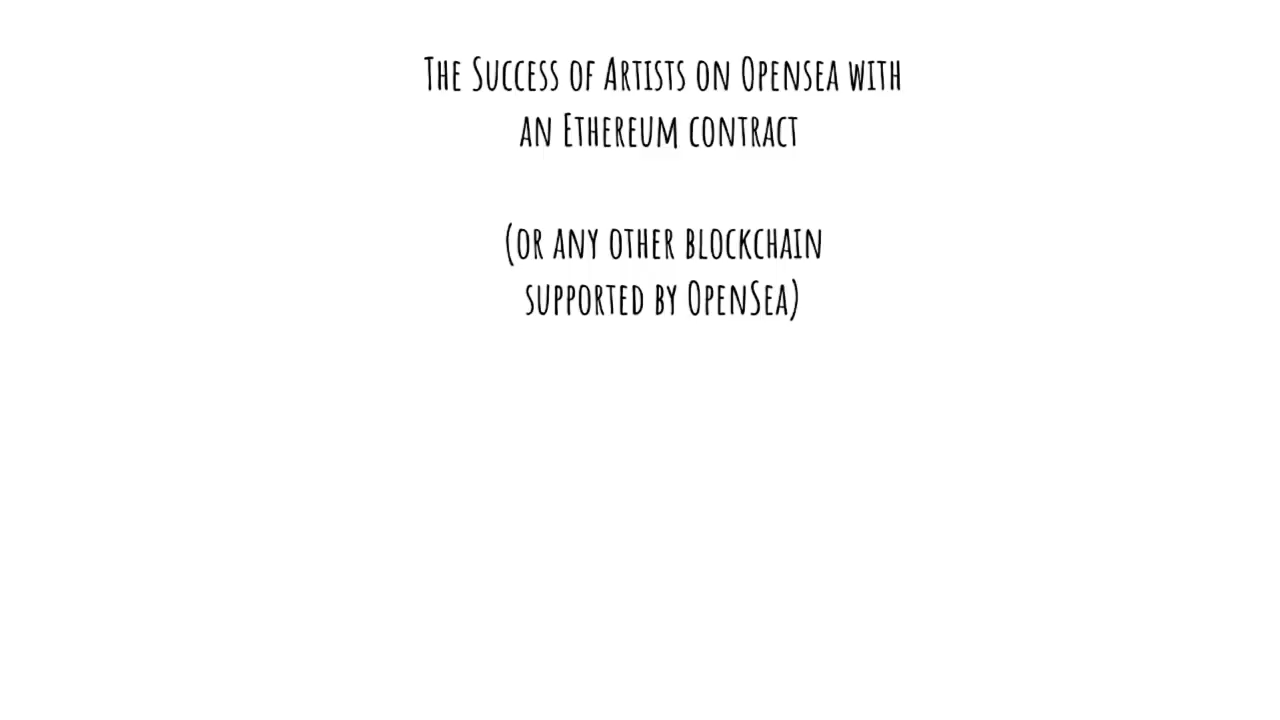 The Success of Artists on Opensea with
an Ethereum contract
(or any other blockchain
supported by OpenSea)